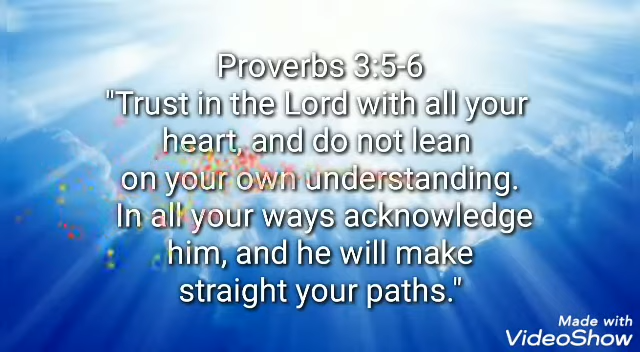 Proverbs 3:5-6
"Trust in the Lord with all your
heart, and do not lean
on your own understanding.
In all your ways acknowledge
him, and he will make
straight your paths."
Made with
VideoShow